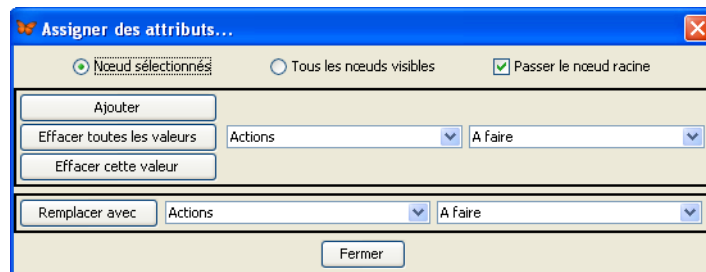 Assigner des attributs...
Nœud sélectionnés Tous les nœuds visibles Passer le nœud racine
Ajouter
Effacer toutes les valeurs Actions A faire
Effacer cette valeur
Remplacer avec Actions A faire
Fermer